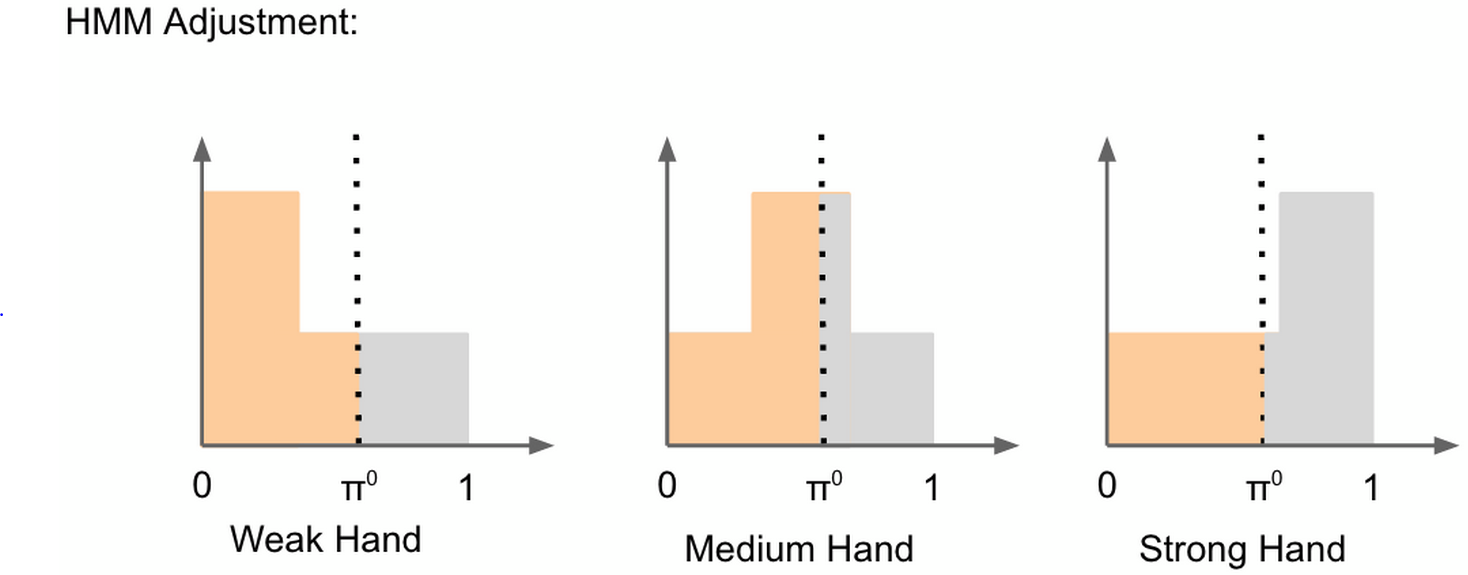 HMM Adjustment:
0 π⁰ 1
Weak Hand
0 π⁰ 1
Medium Hand
0 π⁰ 1
Strong Hand